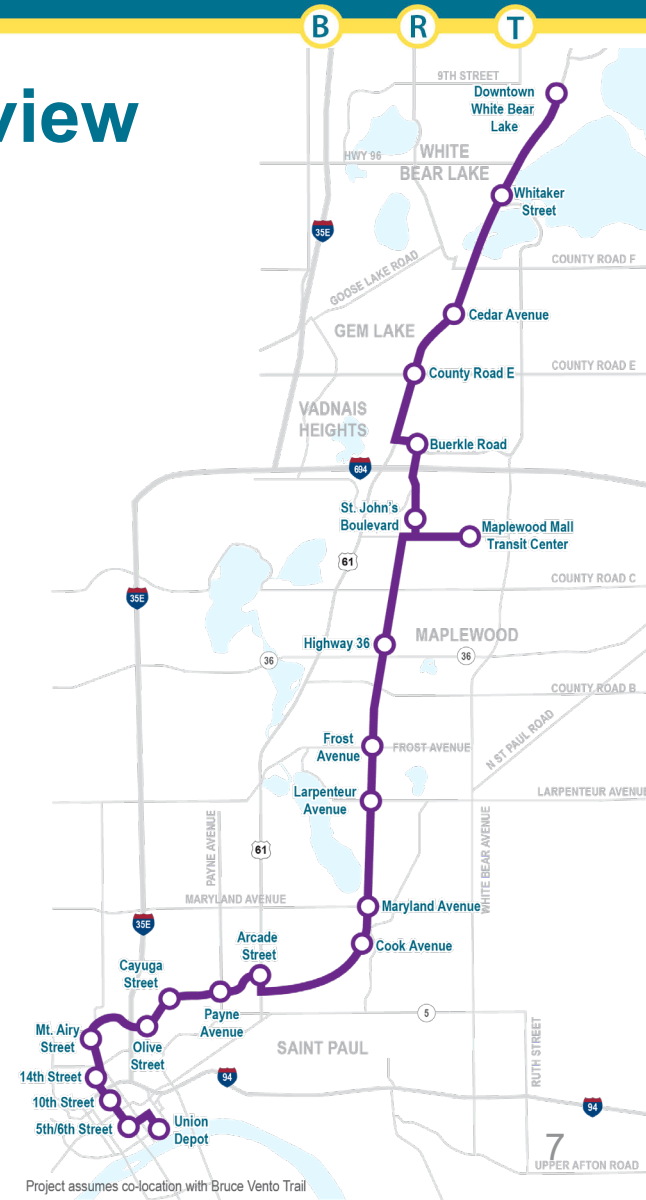 B R T
view
9TH STREET
Downtown
White Bear
Lake
HWY 96
WHITE
BEAR LAKE
Whitaker
Street
35E
COUNTY ROAD F
GOOSE LAKE ROAD
Cedar Avenue
GEM LAKE
County Road E
COUNTY ROAD E
VADNAIS
HEIGHTS
Buerkle Road
694
St. John's
Boulevard
Maplewood Mall
Transit Center
61
COUNTY ROAD C
35E
MAPLEWOOD
Highway 36
36
36
COUNTY ROAD B
N ST PAUL ROAD
Frost
Avenue
FROST AVENUE
Larpenteur
Avenue
LARPENTEUR AVENUE
PAYNE AVENUE
WHITE BEAR AVENUE
61
MARYLAND AVENUE
Maryland Avenue
35E
Arcade
Street
Cook Avenue
Cayuga
Street
Payne
Avenue
5
Mt. Airy
Street
Olive
Street
SAINT PAUL
RUTH STREET
14th Street
94
10th Street
94
5th/6th Street
Union
Depot
7
UPPER AFTON ROAD
Project assumes co-location with Bruce Vento Trail